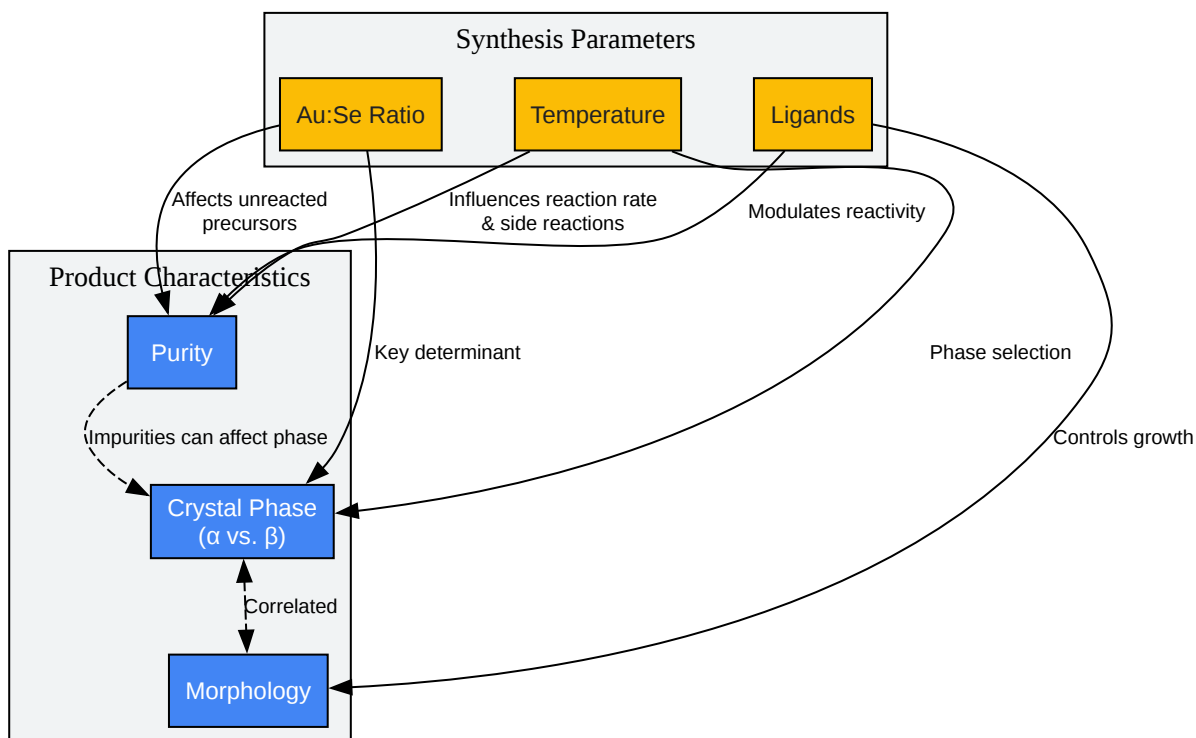 Synthesis Parameters
Au:Se Ratio
Temperature
Ligands
Affects unreacted
precursors
Influences reaction rate
& side reactions
Modulates reactivity
Product Characteristics
Purity
Key determinant
Phase selection
Impurities can affect phase
Controls growth
Crystal Phase
(α vs. β)
Correlated
Morphology